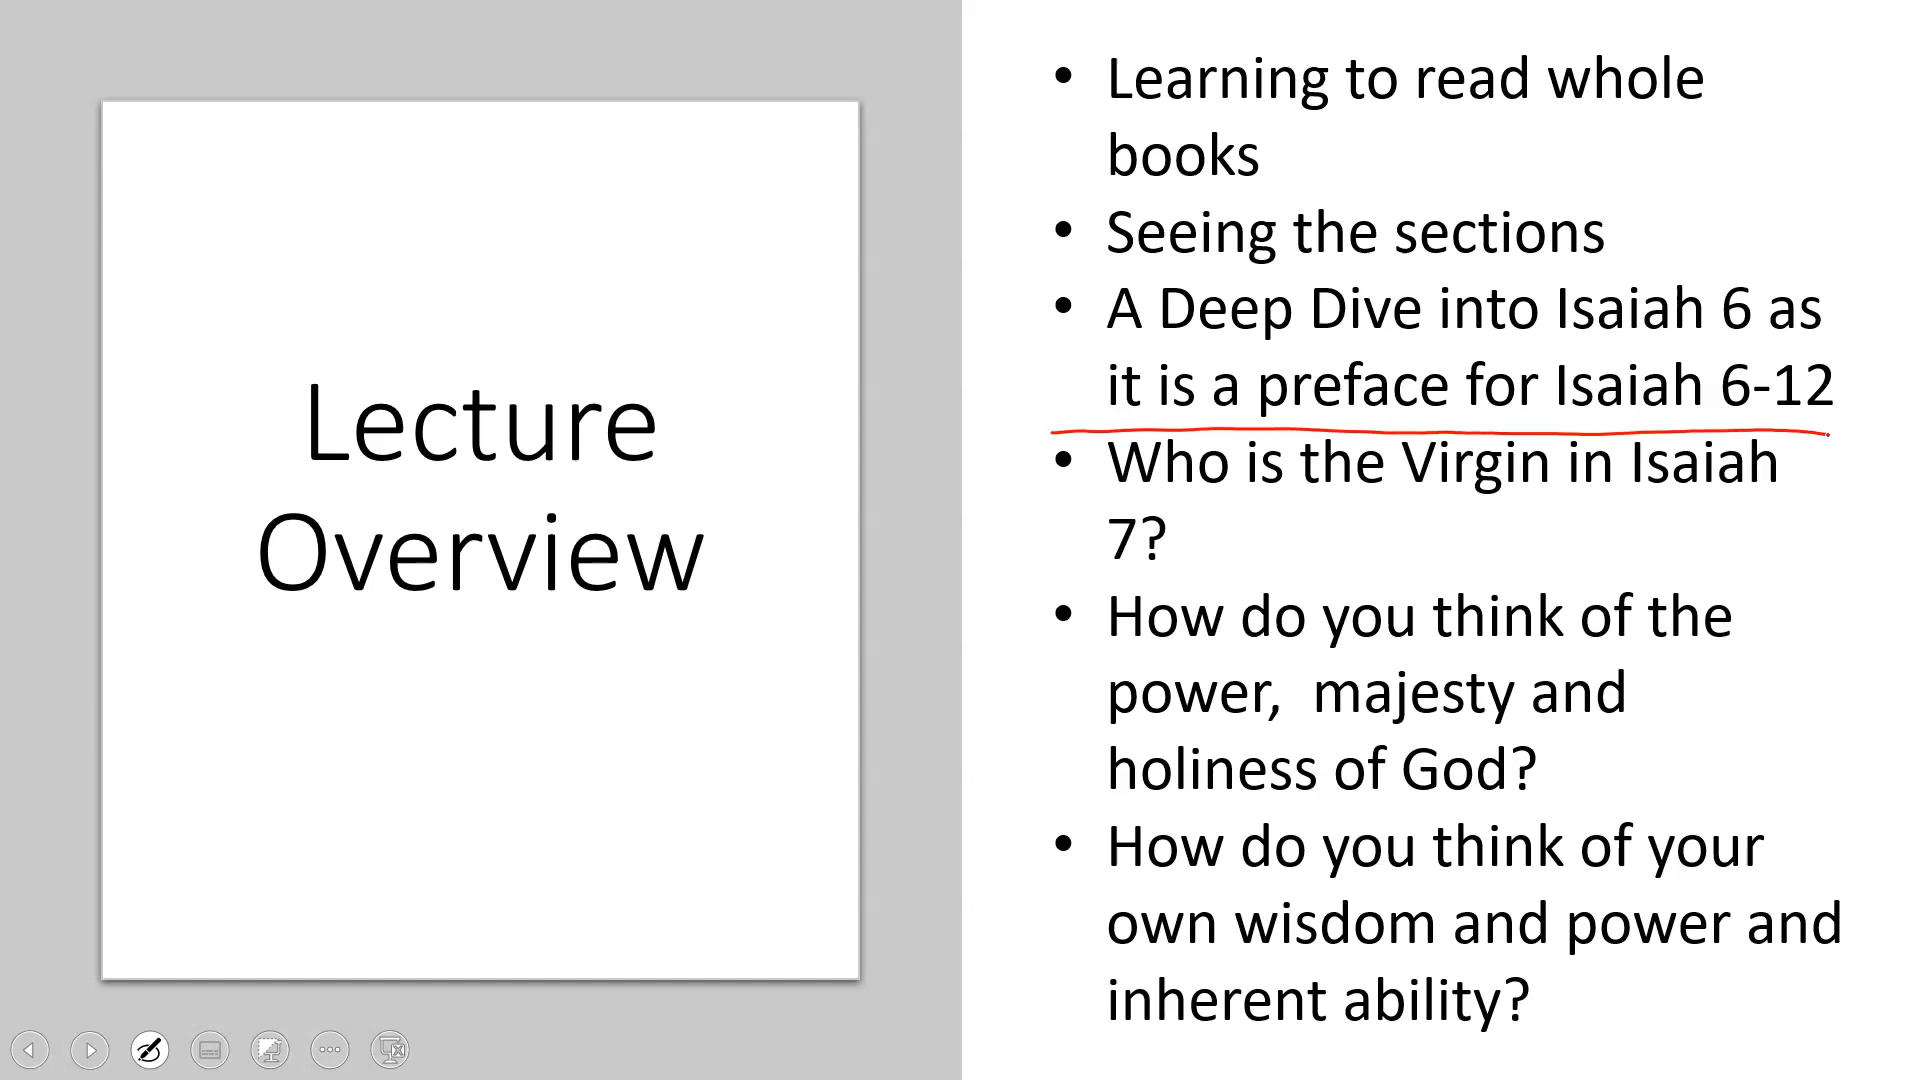 Lecture
Overview
• Learning to read whole
books
• Seeing the sections
• A Deep Dive into Isaiah 6 as
it is a preface for Isaiah 6-12
• Who is the Virgin in Isaiah
7?
• How do you think of the
power,  majesty and
holiness of God?
• How do you think of your
own wisdom and power and
inherent ability?